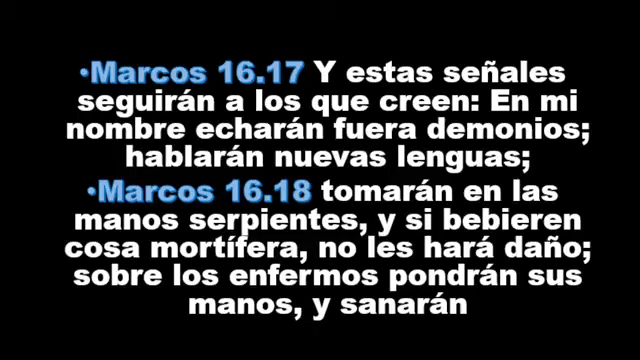 •Marcos 16.17 Y estas señales
seguirán a los que creen: En mi
nombre echarán fuera demonios;
hablarán nuevas lenguas;
•Marcos 16.18 tomarán en las
manos serpientes, y si bebieren
cosa mortífera, no les hará daño;
sobre los enfermos pondrán sus
manos, y sanarán